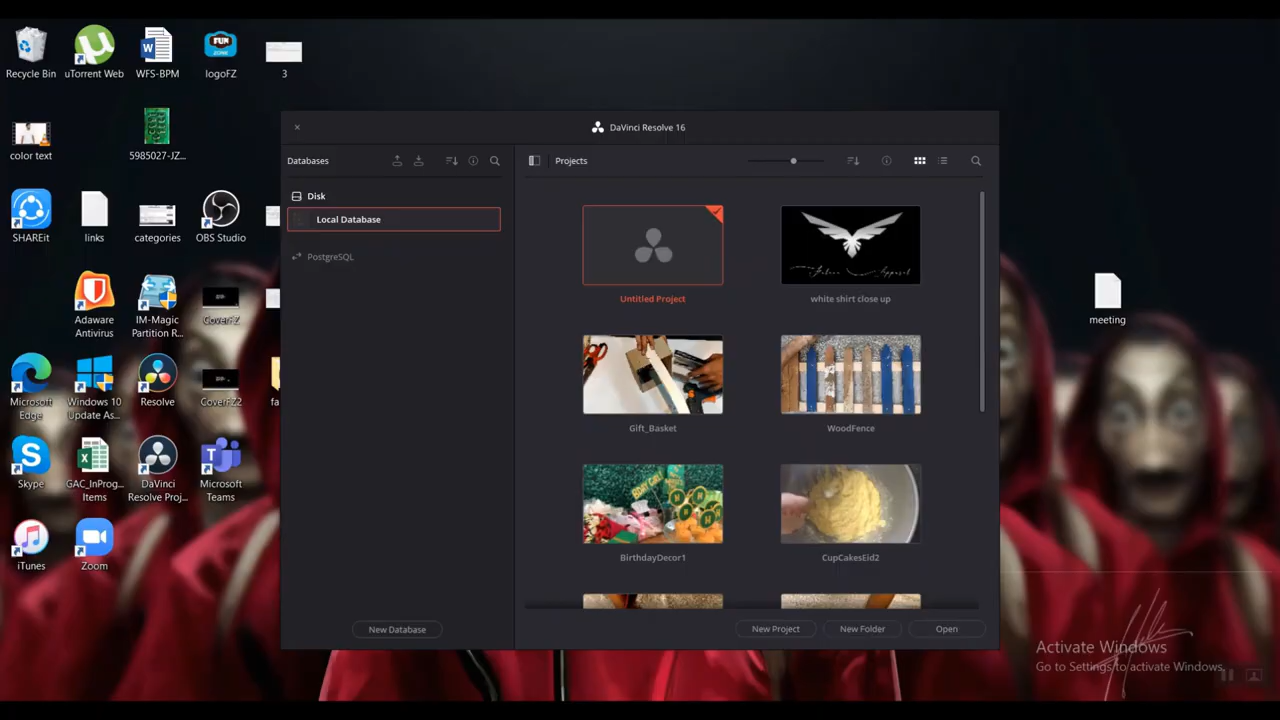 Recycle Bin
uTorrent Web
WFS-BPM
FUN
ZONE
logoFZ
3
color text
5985027-JZ...
SHAREit
links
categories
OBS Studio
Adaware
Antivirus
IM-Magic
Partition R...
CoverFZ
Microsoft
Edge
Windows 10
Update As...
Resolve
CoverFZ2
fa
Skype
GAC_InProg...
Items
DaVinci
Resolve Proj...
Microsoft
Teams
iTunes
Zoom
DaVinci Resolve 16
Databases
Disk
Local Database
PostgreSQL
New Database
Projects
Untitled Project
white shirt close up
Gift_Basket
WoodFence
BirthdayDecor1
CupCakesEid2
New Project
New Folder
Open
meeting
Activate Windows
Go to Settings to activate Windows.